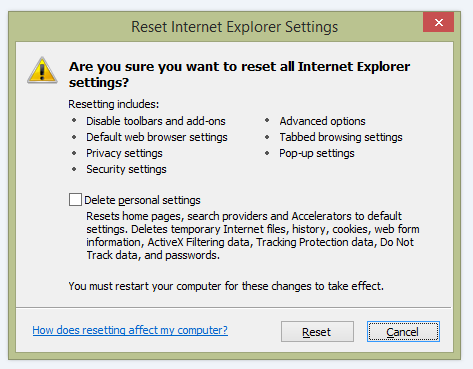 Reset Internet Explorer Settings
Are you sure you want to reset all Internet Explorer
settings?
Resetting includes:
• Disable toolbars and add-ons
• Default web browser settings
• Privacy settings
• Security settings
• Advanced options
• Tabbed browsing settings
• Pop-up settings
Delete personal settings
Resets home pages, search providers and Accelerators to default
settings. Deletes temporary Internet files, history, cookies, web form
information, ActiveX Filtering data, Tracking Protection data, Do Not
Track data, and passwords.
You must restart your computer for these changes to take effect.
How does resetting affect my computer?
Reset
Cancel